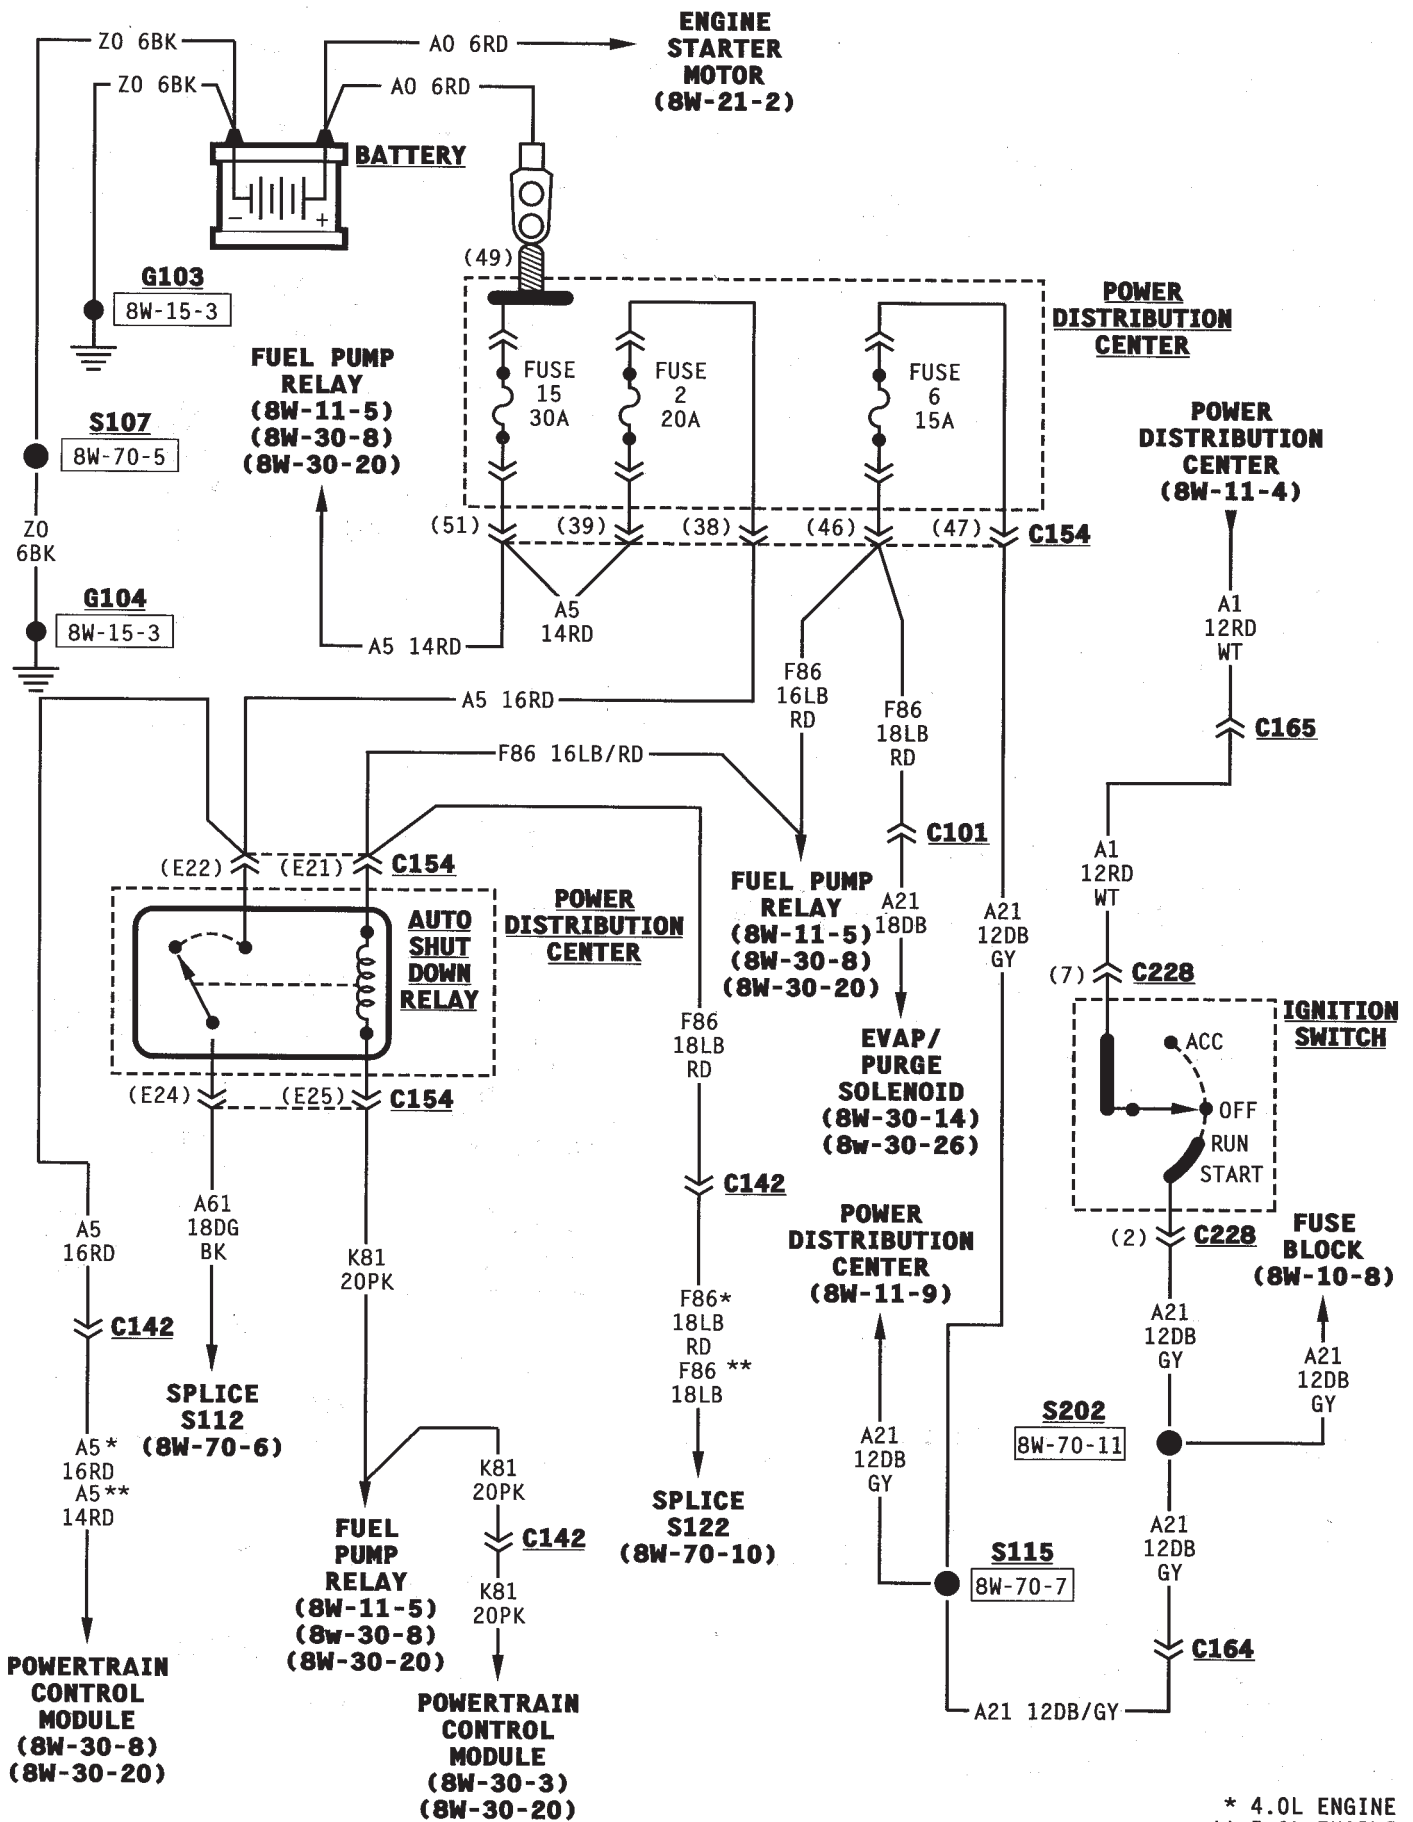 Z0 6BK
A0 6RD
ENGINE
STARTER
MOTOR
(8W-21-2)
Z0 6BK
A0 6RD
BATTERY
- +
(49)
G103
8W-15-3
POWER
DISTRIBUTION
CENTER
FUEL PUMP
RELAY
(8W-11-5)
(8W-30-8)
(8W-30-20)
FUSE
15
30A
FUSE
2
20A
FUSE
6
15A
POWER
DISTRIBUTION
CENTER
(8W-11-4)
S107
8W-70-5
(51)
(39)
(38)
(46)
(47)
C154
Z0
6BK
G104
8W-15-3
A5
14RD
A5 14RD
A1
12RD
WT
F86
16LB
RD
F86
18LB
RD
A5 16RD
C165
F86 16LB/RD
C101
(E22)
(E21)
C154
A1
12RD
WT
FUEL PUMP
RELAY
(8W-11-5)
(8W-30-8)
(8W-30-20)
A21
18DB
A21
12DB
GY
POWER
DISTRIBUTION
CENTER
AUTO
SHUT
DOWN
RELAY
(7)
C228
IGNITION
SWITCH
ACC
OFF
RUN
START
F86
18LB
RD
EVAP/
PURGE
SOLENOID
(8W-30-14)
(8w-30-26)
(E24)
(E25)
C154
C142
A61
18DG
BK
A5
16RD
K81
20PK
POWER
DISTRIBUTION
CENTER
(8W-11-9)
(2)
C228
FUSE
BLOCK
(8W-10-8)
F86*
18LB
RD
F86 **
18LB
A21
12DB
GY
A21
12DB
GY
C142
SPLICE
S112
(8W-70-6)
A5*
16RD
A5**
14RD
S202
8W-70-11
A21
12DB
GY
K81
20PK
SPLICE
S122
(8W-70-10)
A21
12DB
GY
FUEL
PUMP
RELAY
(8W-11-5)
(8w-30-8)
(8W-30-20)
C142
K81
20PK
S115
8W-70-7
C164
POWERTRAIN
CONTROL
MODULE
(8W-30-8)
(8W-30-20)
POWERTRAIN
CONTROL
MODULE
(8W-30-3)
(8W-30-20)
A21 12DB/GY
* 4.0L ENGINE